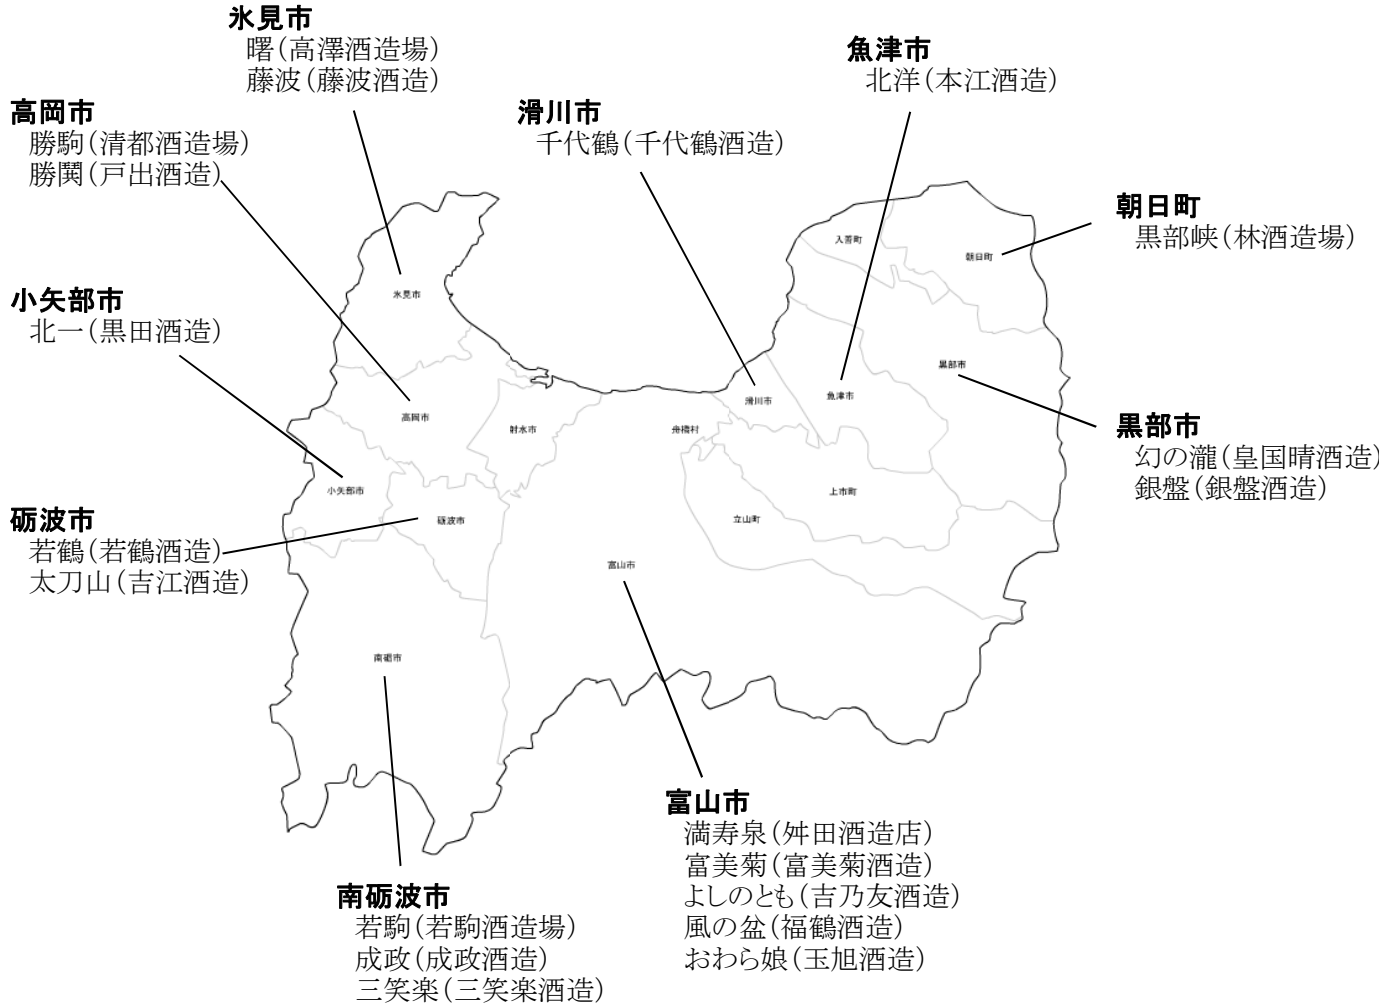 氷見市
曙(高澤酒造場)
藤波(藤波酒造)
魚津市
北洋(本江酒造)
高岡市
勝駒(清都酒造場)
勝鬨(戸出酒造)
滑川市
千代鶴(千代鶴酒造)
朝日町
黒部峡(林酒造場)
小矢部市
北一(黒田酒造)
黒部市
幻の瀧(皇国晴酒造)
銀盤(銀盤酒造)
砺波市
若鶴(若鶴酒造)
太刀山(吉江酒造)
富山市
満寿泉(舛田酒造店)
富美菊(富美菊酒造)
よしのとも(吉乃友酒造)
風の盆(福鶴酒造)
おわら娘(玉旭酒造)
南砺波市
若駒(若駒酒造場)
成政(成政酒造)
三笑楽(三笑楽酒造)
入善町
朝日町
氷見市
黒部市
魚津市
滑川市
高岡市
射水市
舟橋村
小矢部市
上市町
砺波市
立山町
富山市
南砺市